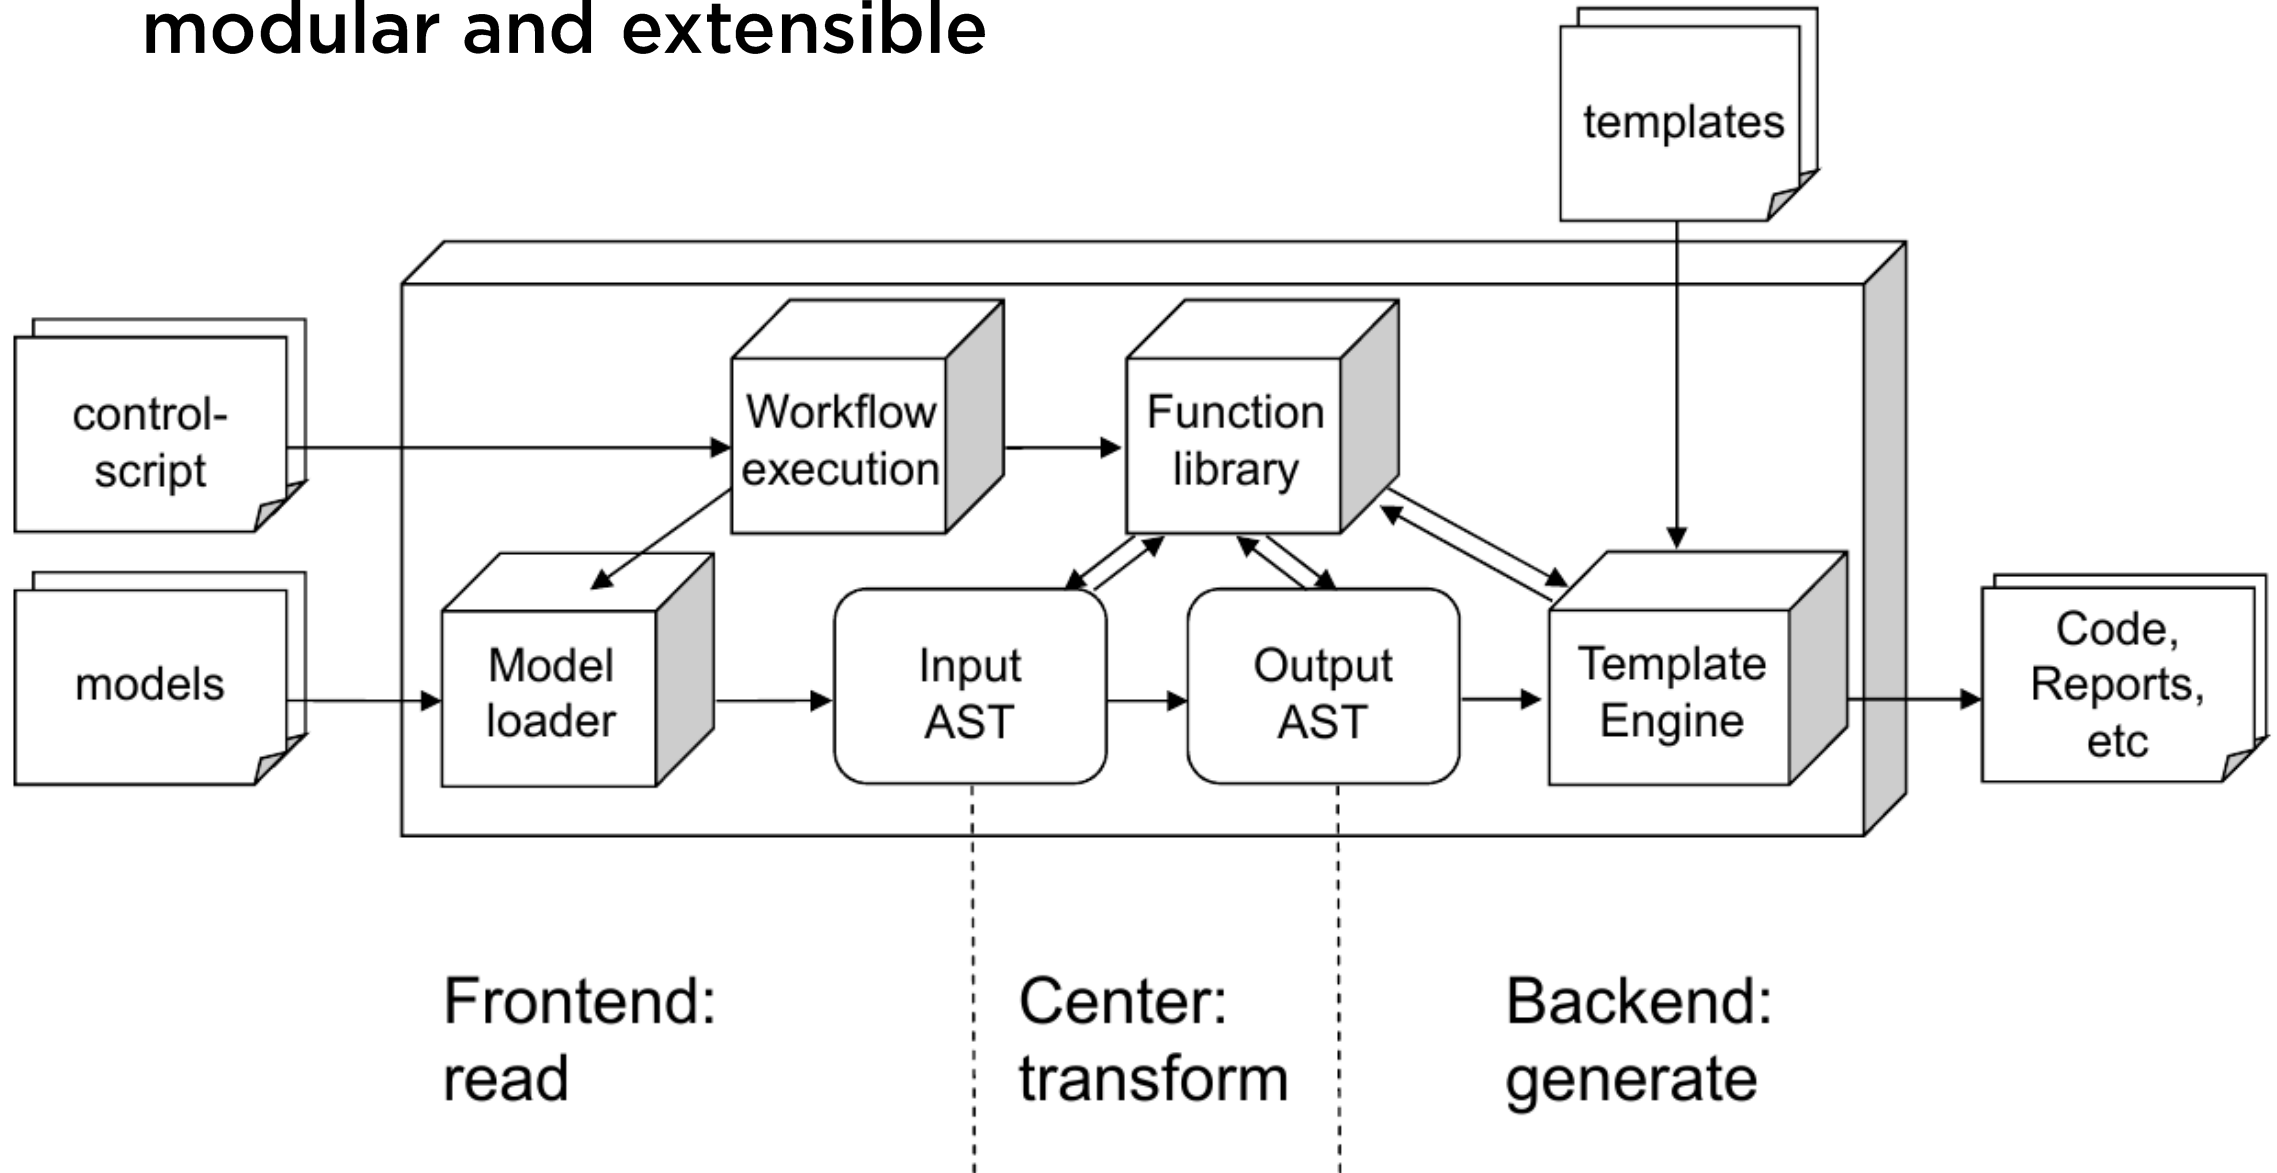 modular and extensible
templates
control-
script
Workflow
execution
Function
library
models
Model
loader
Input
AST
Output
AST
Template
Engine
Code,
Reports,
etc
Frontend:
read
Center:
transform
Backend:
generate